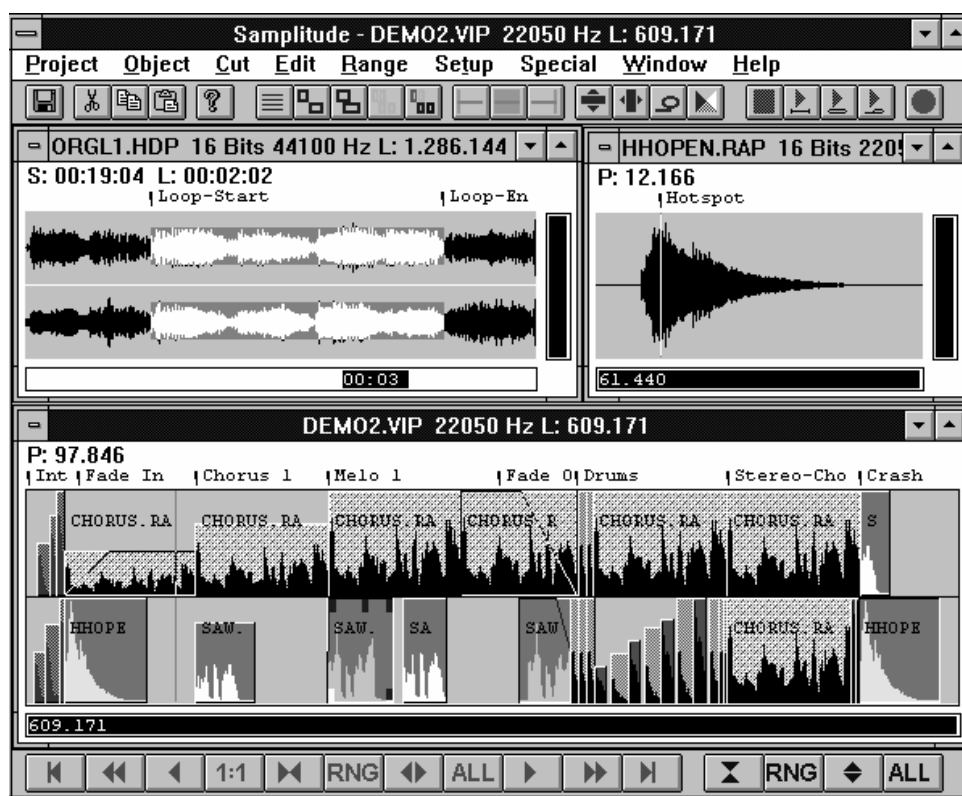 Samplitude - DEMO2.VIP 22050 Hz L: 609.171
Project Object Cut Edit Range Setup Special Window Help
ORGL1.HDP 16 Bits 44100 Hz L: 1.286.144
S: 00:19:04 L: 00:02:02
Loop-Start Loop-En
00:03
HHOPEN.RAP 16 Bits 2205
P: 12.166
Hotspot
61.440
DEMO2.VIP 22050 Hz L: 609.171
P: 97.846
Int Fade In Chorus 1 Melo 1 Fade O Drums Stereo-Cho Crash
CHORUS.RA CHORUS.RA CHORUS.RA CHORUS.R CHORUS.RA CHORUS.RA S
HHOPE SAW. SAW. SA SAW CHORUS.RA HHOPE
609.171
1:1 RNG ALL RNG ALL